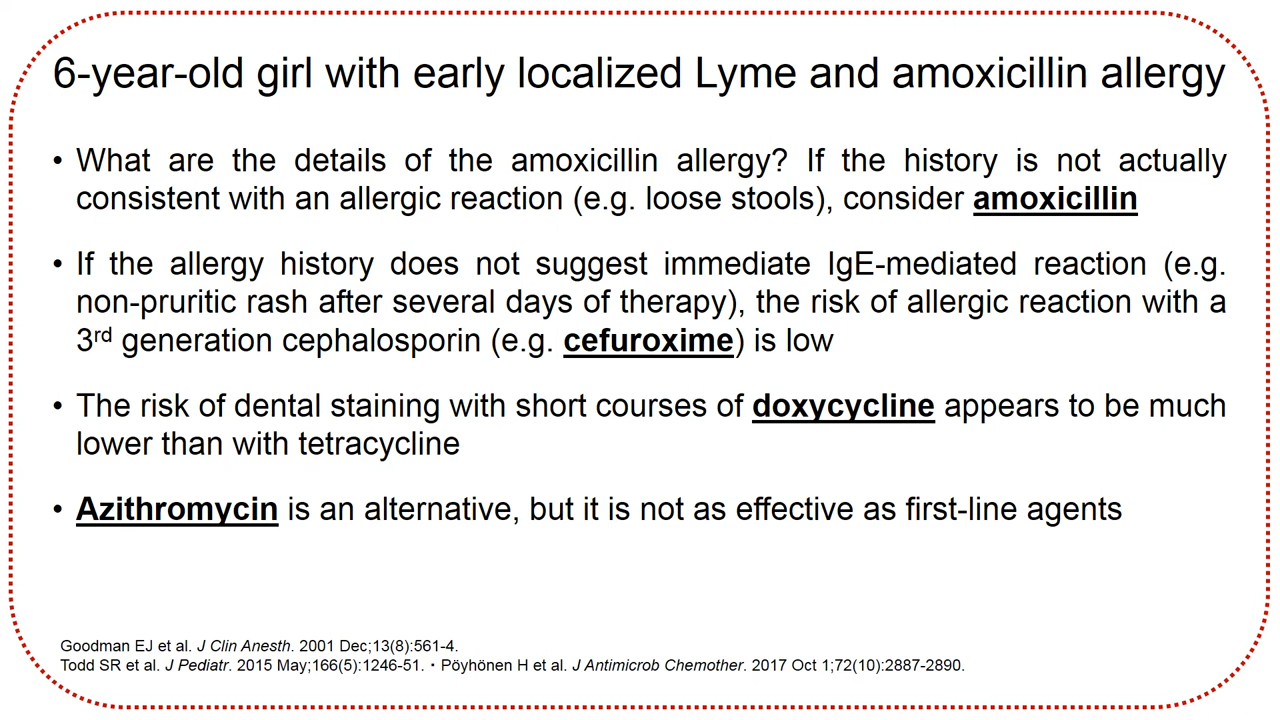 6-year-old girl with early localized Lyme and amoxicillin allergy
• What are the details of the amoxicillin allergy? If the history is not actually
consistent with an allergic reaction (e.g. loose stools), consider amoxicillin
• If the allergy history does not suggest immediate IgE-mediated reaction (e.g.
non-pruritic rash after several days of therapy), the risk of allergic reaction with a
3rd generation cephalosporin (e.g. cefuroxime) is low
• The risk of dental staining with short courses of doxycycline appears to be much
lower than with tetracycline
• Azithromycin is an alternative, but it is not as effective as first-line agents
Goodman EJ et al. J Clin Anesth. 2001 Dec;13(8):561-4.
Todd SR et al. J Pediatr. 2015 May;166(5):1246-51. • Pöyhönen H et al. J Antimicrob Chemother. 2017 Oct 1;72(10):2887-2890.